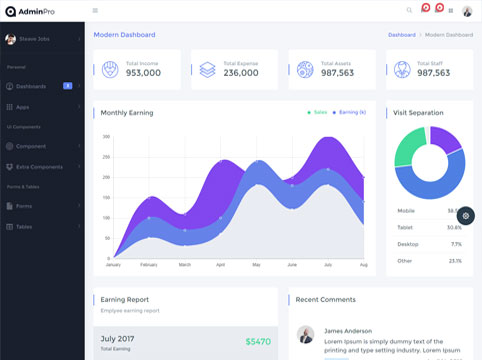 AdminPro
Steave Jobs
Personal
Dashboards
Apps
UI Components
Component
Extra Components
Forms & Tables
Forms
Tables
Modern Dashboard
Dashboard > Modern Dashboard
Total Income
953,000
Total Expense
236,000
Total Assets
987,563
Total Staff
987,563
Monthly Earning
Sales Earning (k)
300
250
200
150
100
50
0
January February March April May June July Aug
Visit Separation
Mobile
Tablet 30.8%
Desktop 7.7%
Other 23.1%
Earning Report
Emplyee earning report
July 2017
Total Earning
$5470
Recent Comments
James Anderson
Lorem Ipsum is simply dummy text of the
printing and type setting industry. Lorem